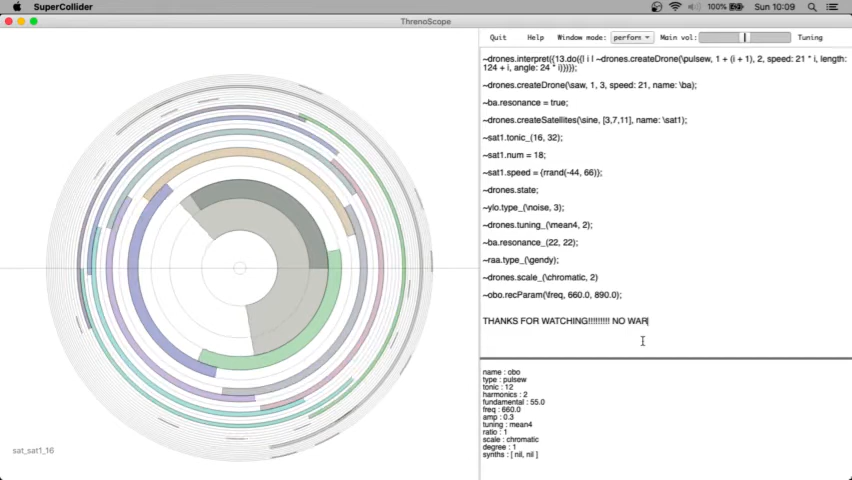 SuperCollider 100% Sun 10:09
ThrenoScope
Quit Help Window mode: perform Main vol: Tuning
~drones.interpret({13.do({| i | ~drones.createDrone(\pulsew, 1 + (i + 1), 2, speed: 21 * i, length:
124 + i, angle: 24 * i)})});
~drones.createDrone(\saw, 1, 3, speed: 21, name: \ba);
~ba.resonance = true;
~drones.createSatellites(\sine, [3,7,11], name: \sat1);
~sat1.tonic_(16, 32);
~sat1.num = 18;
~sat1.speed = {rrand(-44, 66)};
~drones.state;
~ylo.type_(\noise, 3);
~drones.tuning_(\mean4, 2);
~ba.resonance_(22, 22);
~raa.type_(\gendy);
~drones.scale_(\chromatic, 2)
~obo.recParam(\freq, 660.0, 890.0);
THANKS FOR WATCHING!!!!!!!!! NO WAR
name : obo
type : pulsew
tonic : 12
harmonics : 2
fundamental : 55.0
freq : 660.0
amp : 0.3
tuning : mean4
ratio : 1
scale : chromatic
degree : 1
synths : [ nil, nil ]
sat_sat1_16